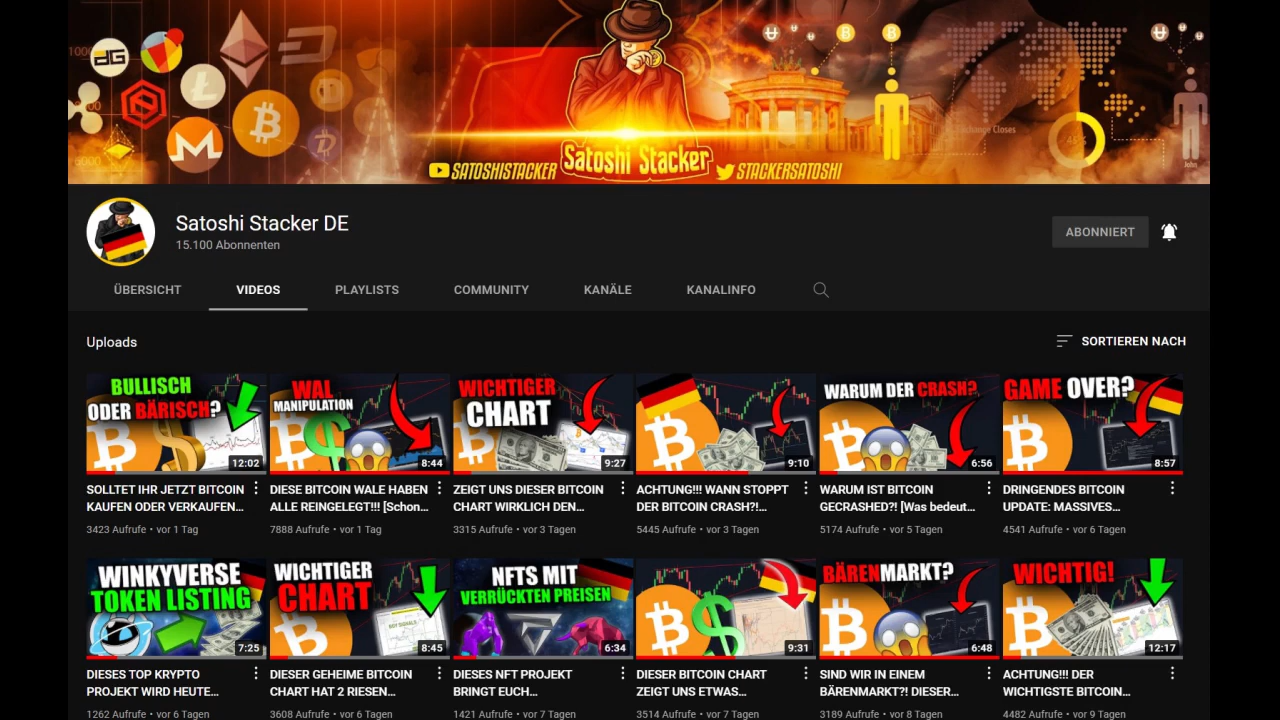 Exchange Closes
John
Satoshi Stacker
SATOSHISTACKER
STACKERSATOSHI
Satoshi Stacker DE
15.100 Abonnenten
ABONNIERT
ÜBERSICHT VIDEOS PLAYLISTS COMMUNITY KANÄLE KANALINFO
Uploads
SORTIEREN NACH
BULLISCH
ODER BÄRISCH?
12:02
WAL
MANIPULATION
8:44
WICHTIGER
CHART
9:27
9:10
WARUM DER CRASH?
6:56
GAME OVER?
8:57
SOLLTET IHR JETZT BITCOIN
KAUFEN ODER VERKAUFEN...
3423 Aufrufe • vor 1 Tag
DIESE BITCOIN WALE HABEN
ALLE REINGELEGT!!! [Schon...
7888 Aufrufe • vor 1 Tag
ZEIGT UNS DIESER BITCOIN
CHART WIRKLICH DEN...
3315 Aufrufe • vor 3 Tagen
ACHTUNG!!! WANN STOPPT
DER BITCOIN CRASH?!...
5445 Aufrufe • vor 3 Tagen
WARUM IST BITCOIN
GECRASHED?! [Was bedeut...
5174 Aufrufe • vor 5 Tagen
DRINGENDES BITCOIN
UPDATE: MASSIVES...
4541 Aufrufe • vor 6 Tagen
WINKYVERSE
TOKEN LISTING
7:25
WICHTIGER
CHART
BUY SIGNALS
8:45
NFTS MIT
VERRÜCKTEN PREISEN
6:34
9:31
BÄRENMARKT?
6:48
WICHTIG!
12:17
DIESES TOP KRYPTO
PROJEKT WIRD HEUTE...
1262 Aufrufe • vor 6 Tagen
DIESER GEHEIME BITCOIN
CHART HAT 2 RIESEN...
3608 Aufrufe • vor 6 Tagen
DIESES NFT PROJEKT
BRINGT EUCH...
1421 Aufrufe • vor 7 Tagen
DIESER BITCOIN CHART
ZEIGT UNS ETWAS...
3514 Aufrufe • vor 7 Tagen
SIND WIR IN EINEM
BÄRENMARKT?! DIESER...
3189 Aufrufe • vor 8 Tagen
ACHTUNG!!! DER
WICHTIGSTE BITCOIN...
4482 Aufrufe • vor 9 Tagen